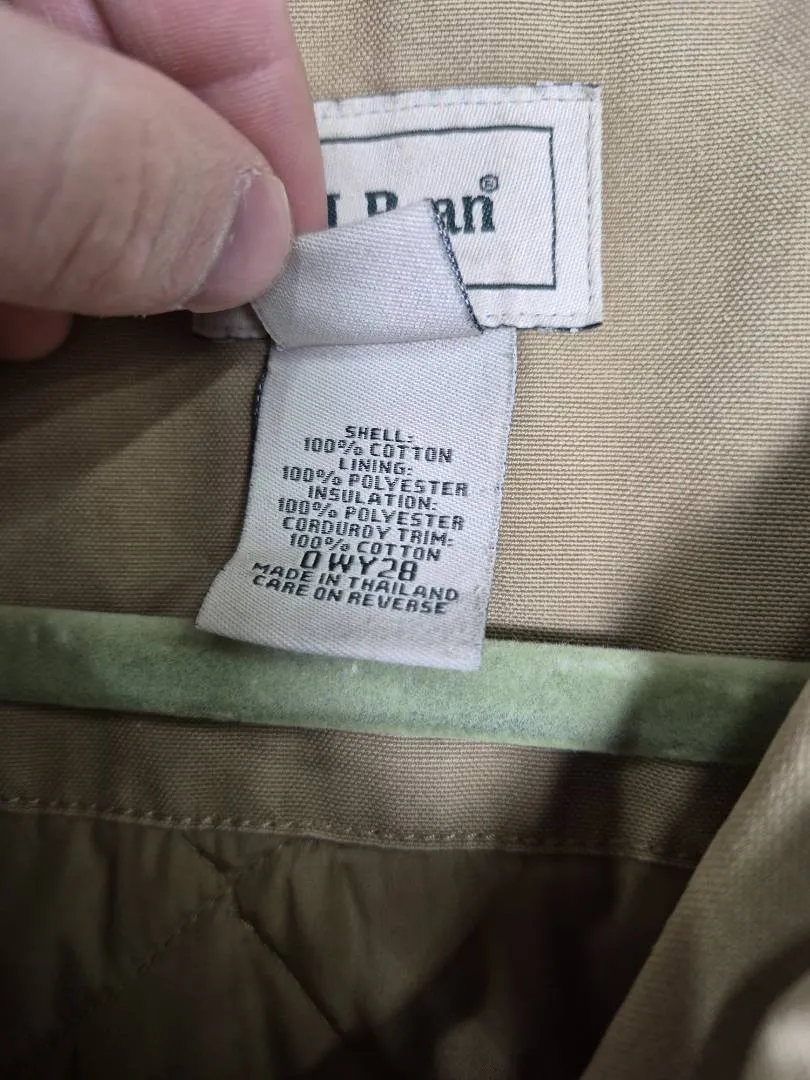 an®
SHELL:
100% COTTON
LINING:
100% POLYESTER
INSULATION:
100% POLYESTER
CORDUROY TRIM:
100% COTTON
0WY28
MADE IN THAILAND
CARE ON REVERSE